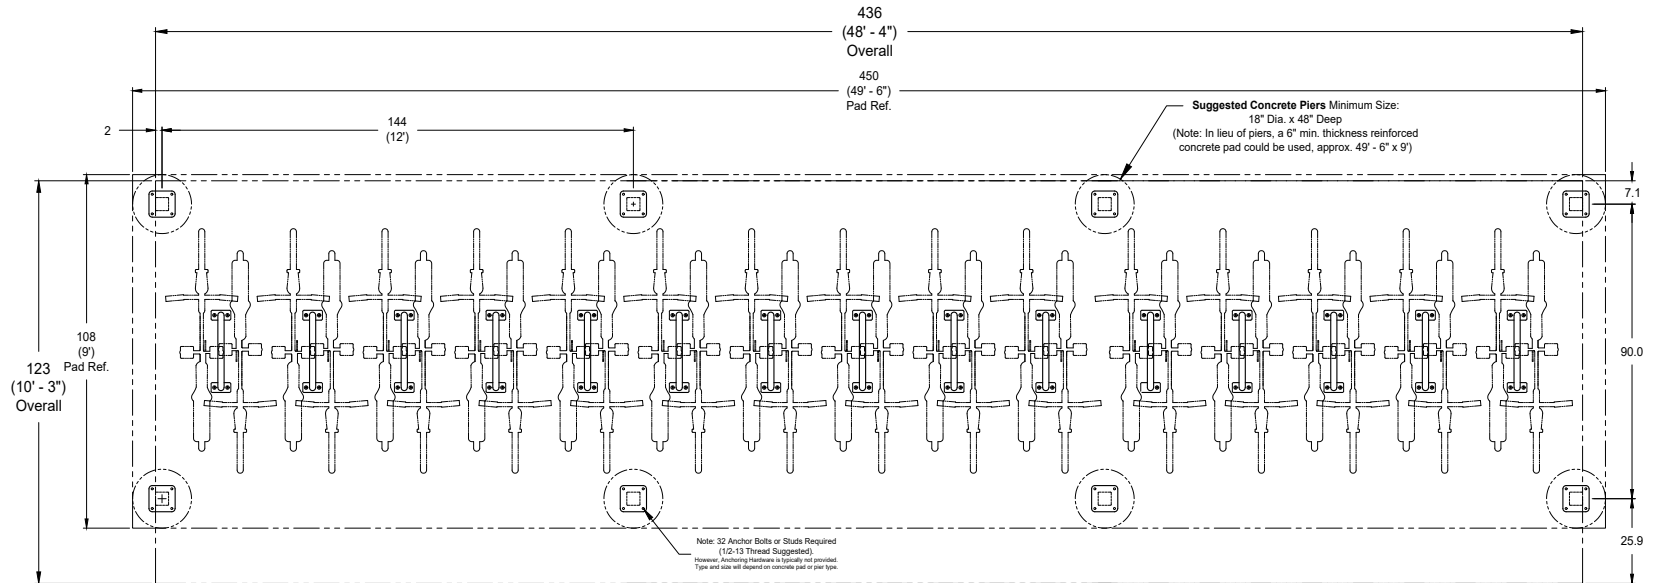 436
(48' - 4")
Overall
450
(49' - 6")
Pad Ref.
2
144
(12')
Suggested Concrete Piers Minimum Size:
18" Dia. x 48" Deep
(Note: In lieu of piers, a 6" min. thickness reinforced
concrete pad could be used, approx. 49' - 6" x 9')
7.1
108
(9')
Pad Ref.
123
(10' - 3")
Overall
90.0
25.9
Note: 32 Anchor Bolts or Studs Required
(1/2-13 Thread Suggested).
However, Anchoring Hardware is typically not provided.
Type and size will depend on concrete pad or pier type.